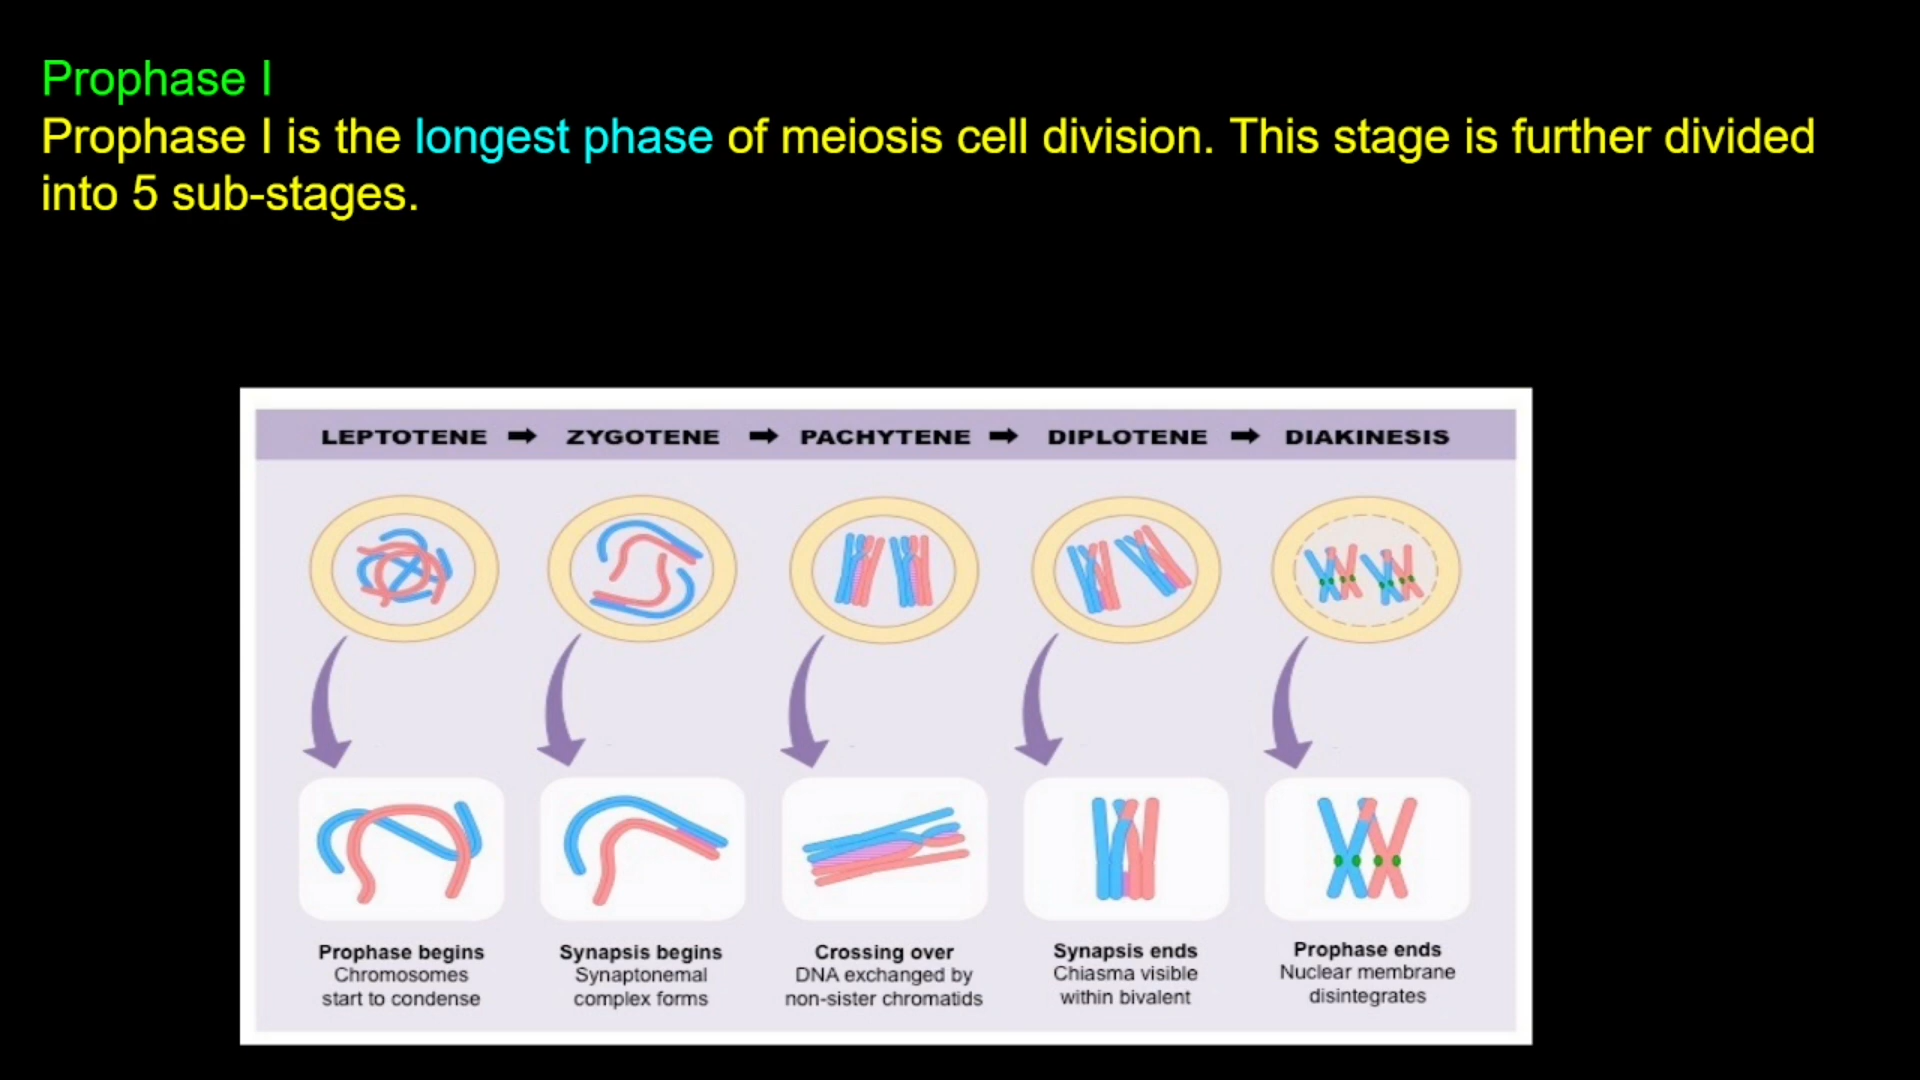 Prophase I
Prophase I is the longest phase of meiosis cell division. This stage is further divided
into 5 sub-stages.
LEPTOTENE ➡ ZYGOTENE ➡ PACHYTENE ➡ DIPLOTENE ➡ DIAKINESIS
Prophase begins
Chromosomes
start to condense
Synapsis begins
Synaptonemal
complex forms
Crossing over
DNA exchanged by
non-sister chromatids
Synapsis ends
Chiasma visible
within bivalent
Prophase ends
Nuclear membrane
disintegrates